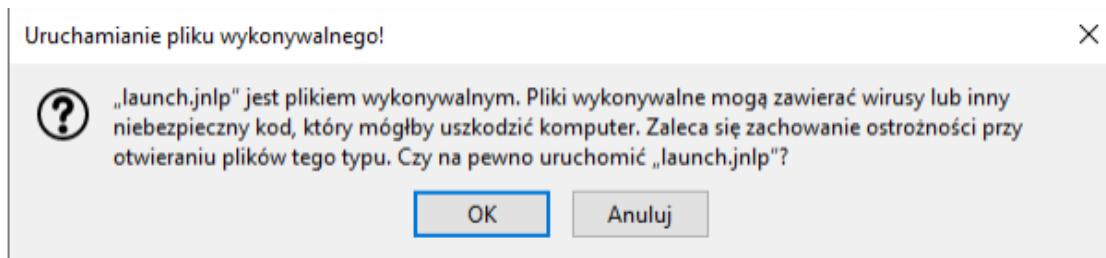 Uruchamianie pliku wykonywalnego!
„launch.jnlp” jest plikiem wykonywalnym. Pliki wykonywalne mogą zawierać wirusy lub inny
niebezpieczny kod, który mógłby uszkodzić komputer. Zaleca się zachowanie ostrożności przy
otwieraniu plików tego typu. Czy na pewno uruchomić „launch.jnlp”?
OK Anuluj